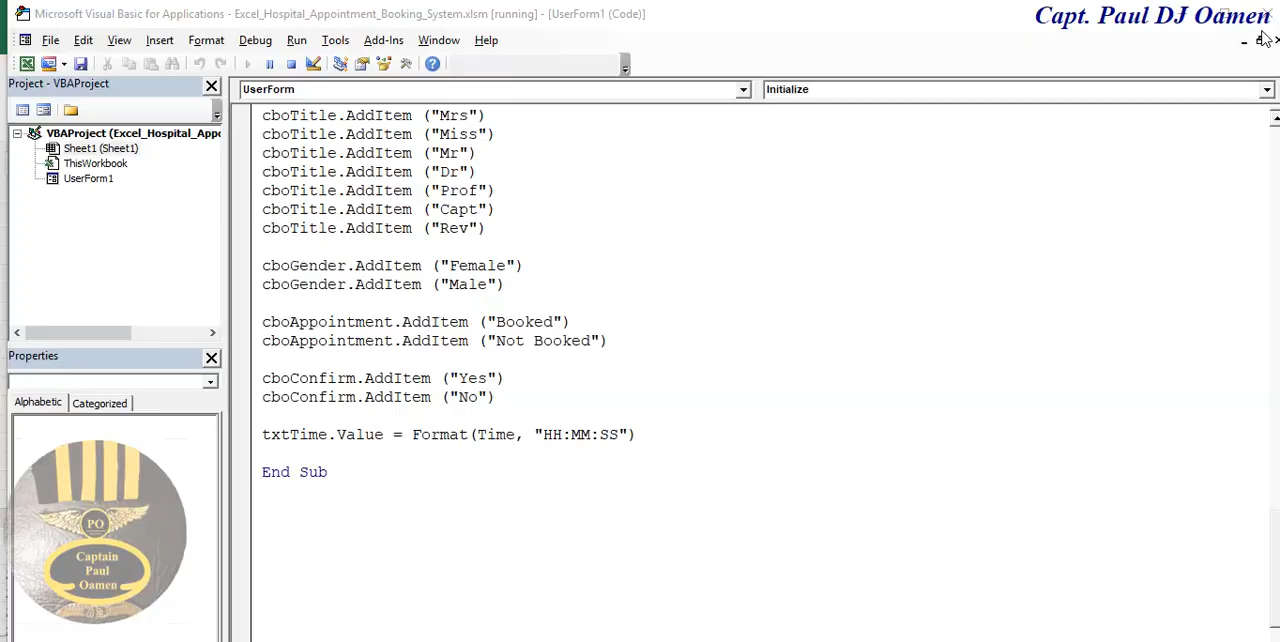 Microsoft Visual Basic for Applications - Excel_Hospital_Appointment_Booking_System.xlsm [running] - [UserForm1 (Code)]
Capt. Paul DJ Oamen
File Edit View Insert Format Debug Run Tools Add-Ins Window Help
Project - VBAProject
UserForm
Initialize
VBAProject (Excel_Hospital_Appo
Sheet1 (Sheet1)
ThisWorkbook
UserForm1
Properties
Alphabetic Categorized
PO
Captain
Paul
Oamen
cboTitle.AddItem ("Mrs")
cboTitle.AddItem ("Miss")
cboTitle.AddItem ("Mr")
cboTitle.AddItem ("Dr")
cboTitle.AddItem ("Prof")
cboTitle.AddItem ("Capt")
cboTitle.AddItem ("Rev")
cboGender.AddItem ("Female")
cboGender.AddItem ("Male")
cboAppointment.AddItem ("Booked")
cboAppointment.AddItem ("Not Booked")
cboConfirm.AddItem ("Yes")
cboConfirm.AddItem ("No")
txtTime.Value = Format(Time, "HH:MM:SS")
End Sub